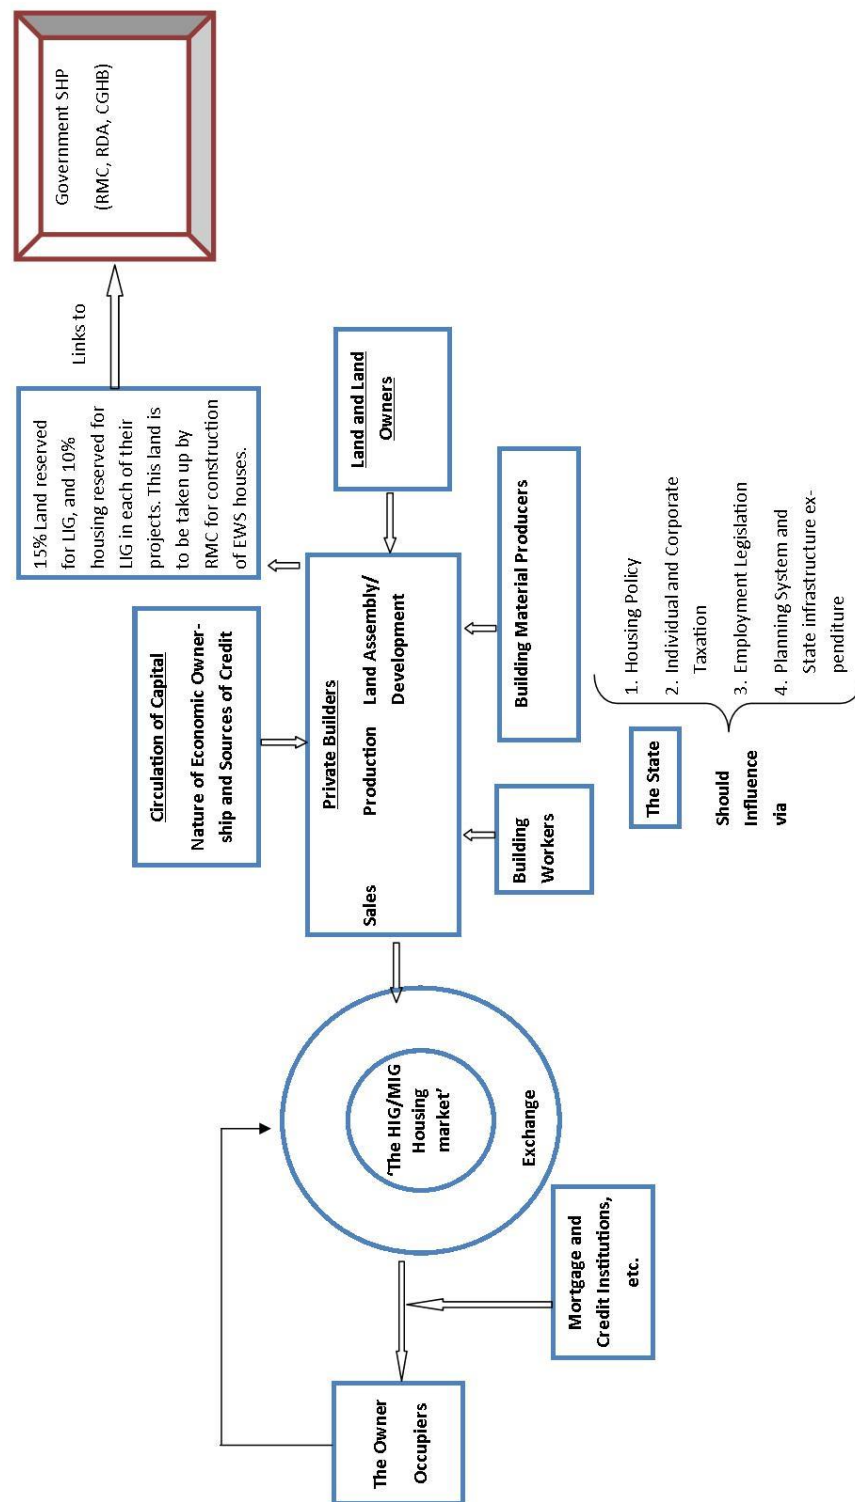 The Owner
Occupiers
Mortgage and
Credit Institutions,
etc.
‘The HIG/MIG
Housing
market’
Exchange
Circulation of Capital
Nature of Economic Owner-
ship and Sources of Credit
Private Builders
Sales Production Land Assembly/
Development
Building
Workers
Building Material Producers
Land and Land
Owners
15% Land reserved
for LIG, and 10%
housing reserved for
LIG in each of their
projects. This land is
to be taken up by
RMC for construction
of EWS houses.
Links to
Government SHP
(RMC, RDA, CGHB)
The State
Should
Influence
via
1. Housing Policy
2. Individual and Corporate
Taxation
3. Employment Legislation
4. Planning System and
State infrastructure ex-
penditure